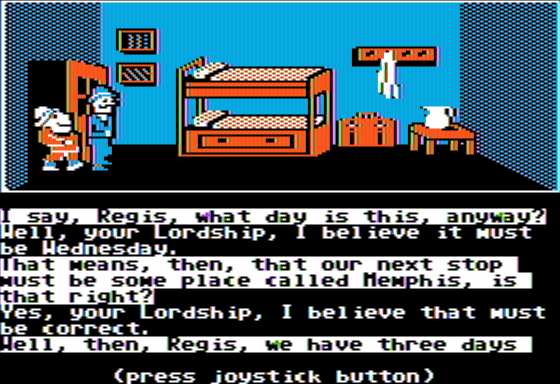 I say, Regis, what day is this, anyway?
Well, your Lordship, I believe it must
be Wednesday.
That means, then, that our next stop
must be some place called Memphis, is
that right?
Yes, your Lordship, I believe that must
be correct.
Well, then, Regis, we have three days
(press joystick button)